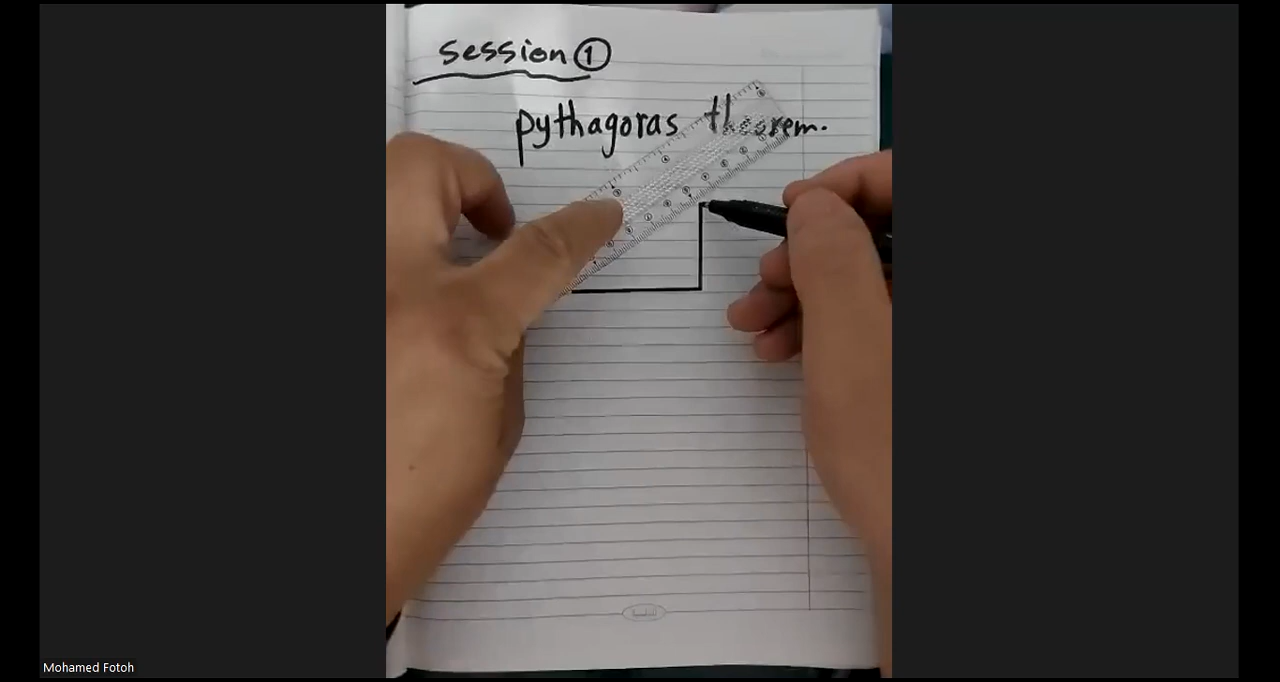 session ①
pythagoras theorem.
Mohamed Fotoh